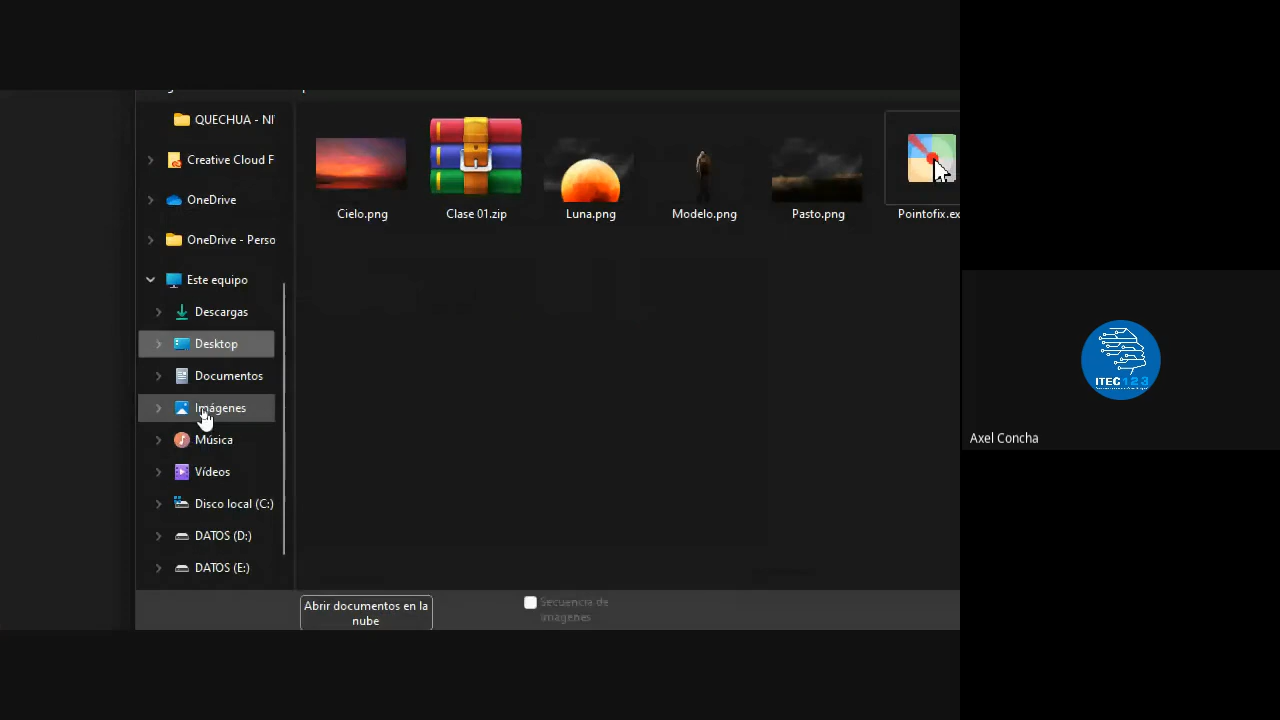 QUECHUA - NI
Creative Cloud F
OneDrive
OneDrive - Perso
Este equipo
Descargas
Desktop
Documentos
Imágenes
Música
Vídeos
Disco local (C:)
DATOS (D:)
DATOS (E:)
Cielo.png
Clase 01.zip
Luna.png
Modelo.png
Pasto.png
Pointofix.ex
Abrir documentos en la
nube
Secuencia de
imágenes
ITEC 123
Axel Concha